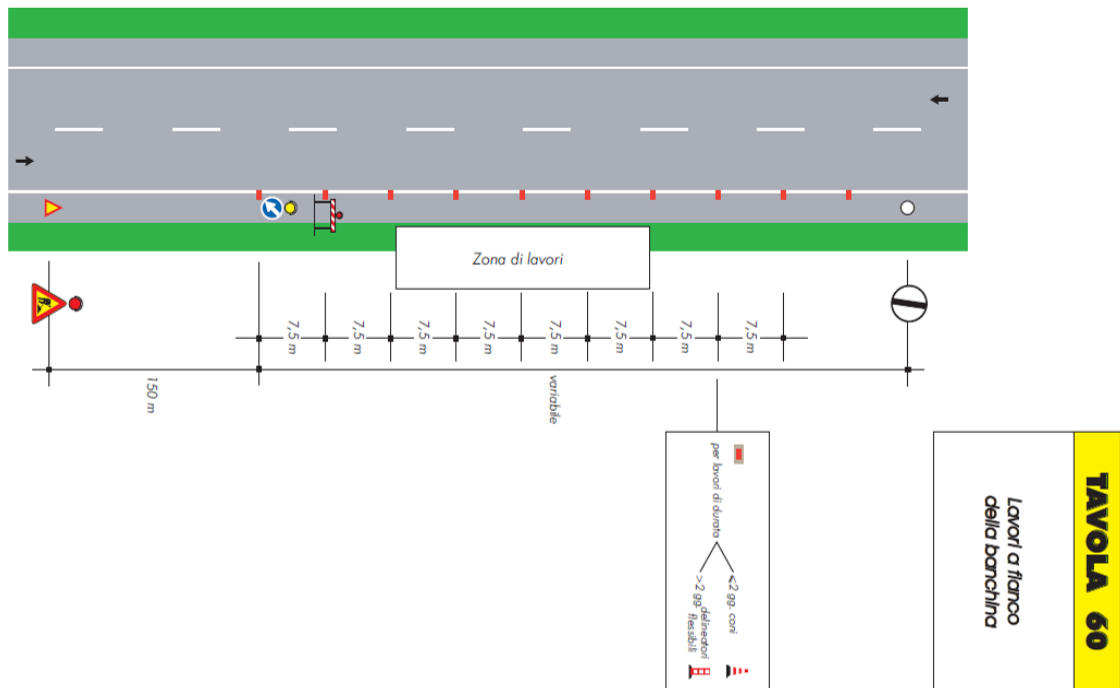 Zona di lavori
7,5 m
7,5 m
7,5 m
7,5 m
7,5 m
7,5 m
7,5 m
7,5 m
150 m
variabile
per lavori di durata
<2 gg. coni
>2 gg. delineatori
flessibili
Lavori a fianco
della banchina
TAVOLA 60